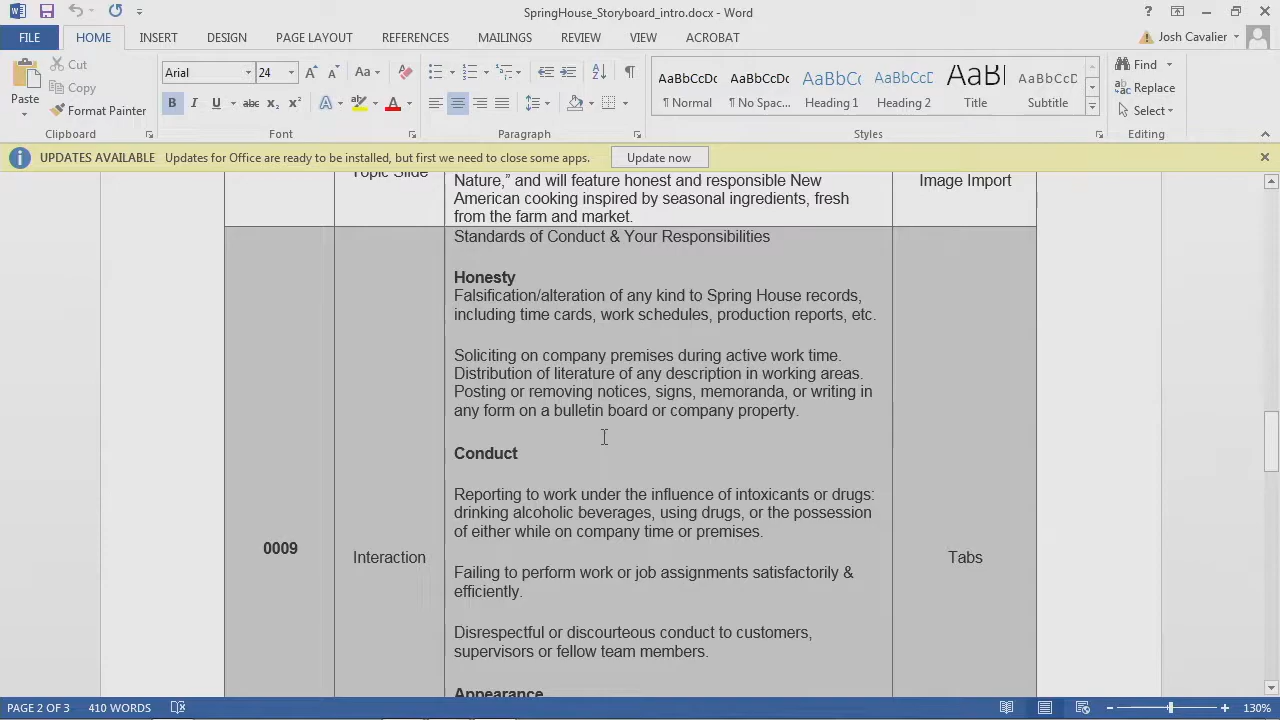 SpringHouse_Storyboard_intro.docx - Word
FILE HOME INSERT DESIGN PAGE LAYOUT REFERENCES MAILINGS REVIEW VIEW ACROBAT Josh Cavalier
Paste
Cut
Copy
Format Painter
Clipboard
Arial 24
Aa
B I U abc x₂ x²
Font
Paragraph
AaBbCcDc AaBbCcDc AaBbCc AaBbCcD AaB AaBbCcD
¶ Normal ¶ No Spac... Heading 1 Heading 2 Title Subtitle
Styles
Find
Replace
Select
Editing
UPDATES AVAILABLE Updates for Office are ready to be installed, but first we need to close some apps. Update now
Topic Slide
Nature,” and will feature honest and responsible New
American cooking inspired by seasonal ingredients, fresh
from the farm and market.
Image Import
0009
Interaction
Standards of Conduct & Your Responsibilities
Honesty
Falsification/alteration of any kind to Spring House records,
including time cards, work schedules, production reports, etc.
Soliciting on company premises during active work time.
Distribution of literature of any description in working areas.
Posting or removing notices, signs, memoranda, or writing in
any form on a bulletin board or company property.
Conduct
Reporting to work under the influence of intoxicants or drugs:
drinking alcoholic beverages, using drugs, or the possession
of either while on company time or premises.
Failing to perform work or job assignments satisfactorily &
efficiently.
Disrespectful or discourteous conduct to customers,
supervisors or fellow team members.
Appearance
Tabs
PAGE 2 OF 3 410 WORDS 130%